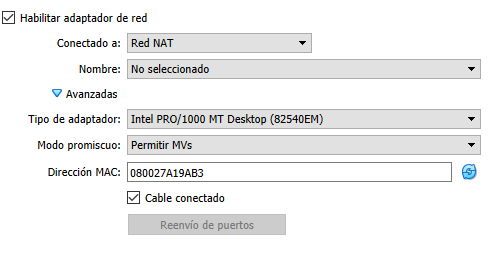 Habilitar adaptador de red
Conectado a: Red NAT
Nombre: No seleccionado
Avanzadas
Tipo de adaptador: Intel PRO/1000 MT Desktop (82540EM)
Modo promiscuo: Permitir MVs
Dirección MAC: 080027A19AB3
Cable conectado
Reenvío de puertos